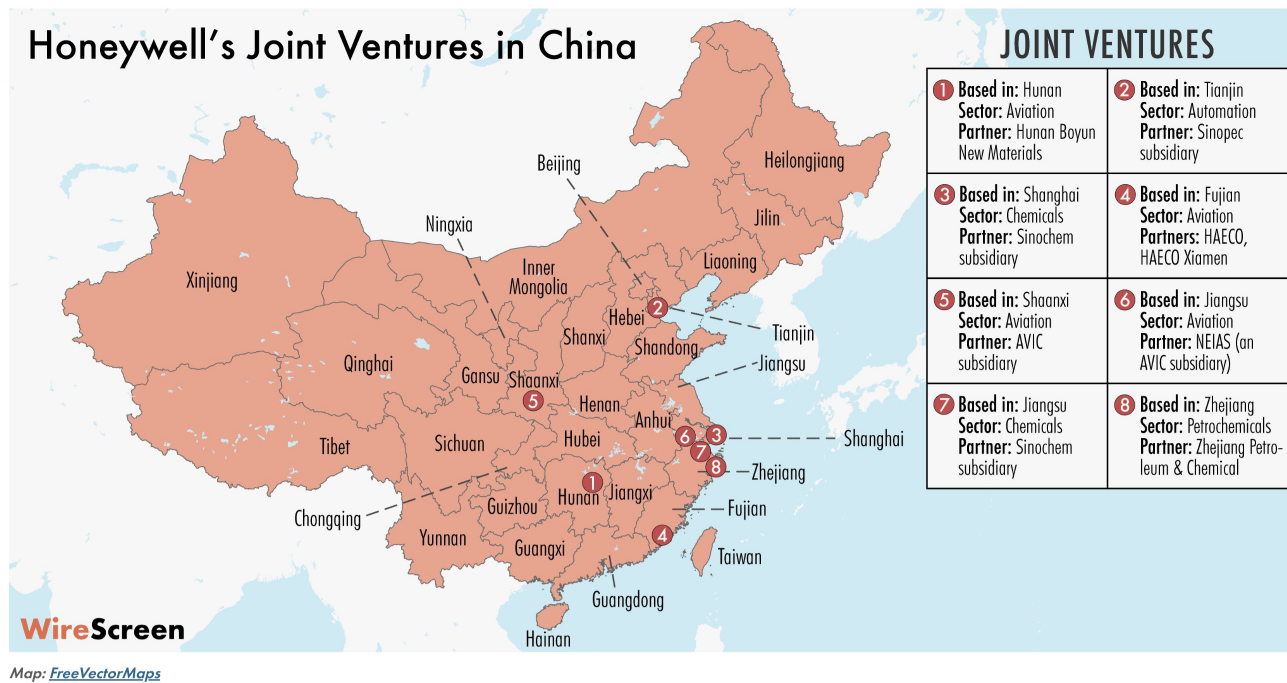 Honeywell's Joint Ventures in China
JOINT VENTURES
1 Based in: Hunan
Sector: Aviation
Partner: Hunan Boyun
New Materials
2 Based in: Tianjin
Sector: Automation
Partner: Sinopec
subsidiary
3 Based in: Shanghai
Sector: Chemicals
Partner: Sinochem
subsidiary
4 Based in: Fujian
Sector: Aviation
Partners: HAECO,
HAECO Xiamen
5 Based in: Shaanxi
Sector: Aviation
Partner: AVIC
subsidiary
6 Based in: Jiangsu
Sector: Aviation
Partner: NEIAS (an
AVIC subsidiary)
7 Based in: Jiangsu
Sector: Chemicals
Partner: Sinochem
subsidiary
8 Based in: Zhejiang
Sector: Petrochemicals
Partner: Zhejiang Petro-
leum & Chemical
Heilongjiang
Beijing
Jilin
Ningxia
Liaoning
Inner
Mongolia
Xinjiang
2
Hebei
Tianjin
Shanxi
Shandong
Qinghai
Jiangsu
Gansu
Shaanxi
5
Henan
Anhui
6
3
Shanghai
7
Tibet
Sichuan
Hubei
8
Zhejiang
1
Hunan
Jiangxi
Guizhou
Fujian
Chongqing
4
Yunnan
Guangxi
Taiwan
Guangdong
Hainan
WireScreen
Map: FreeVectorMaps